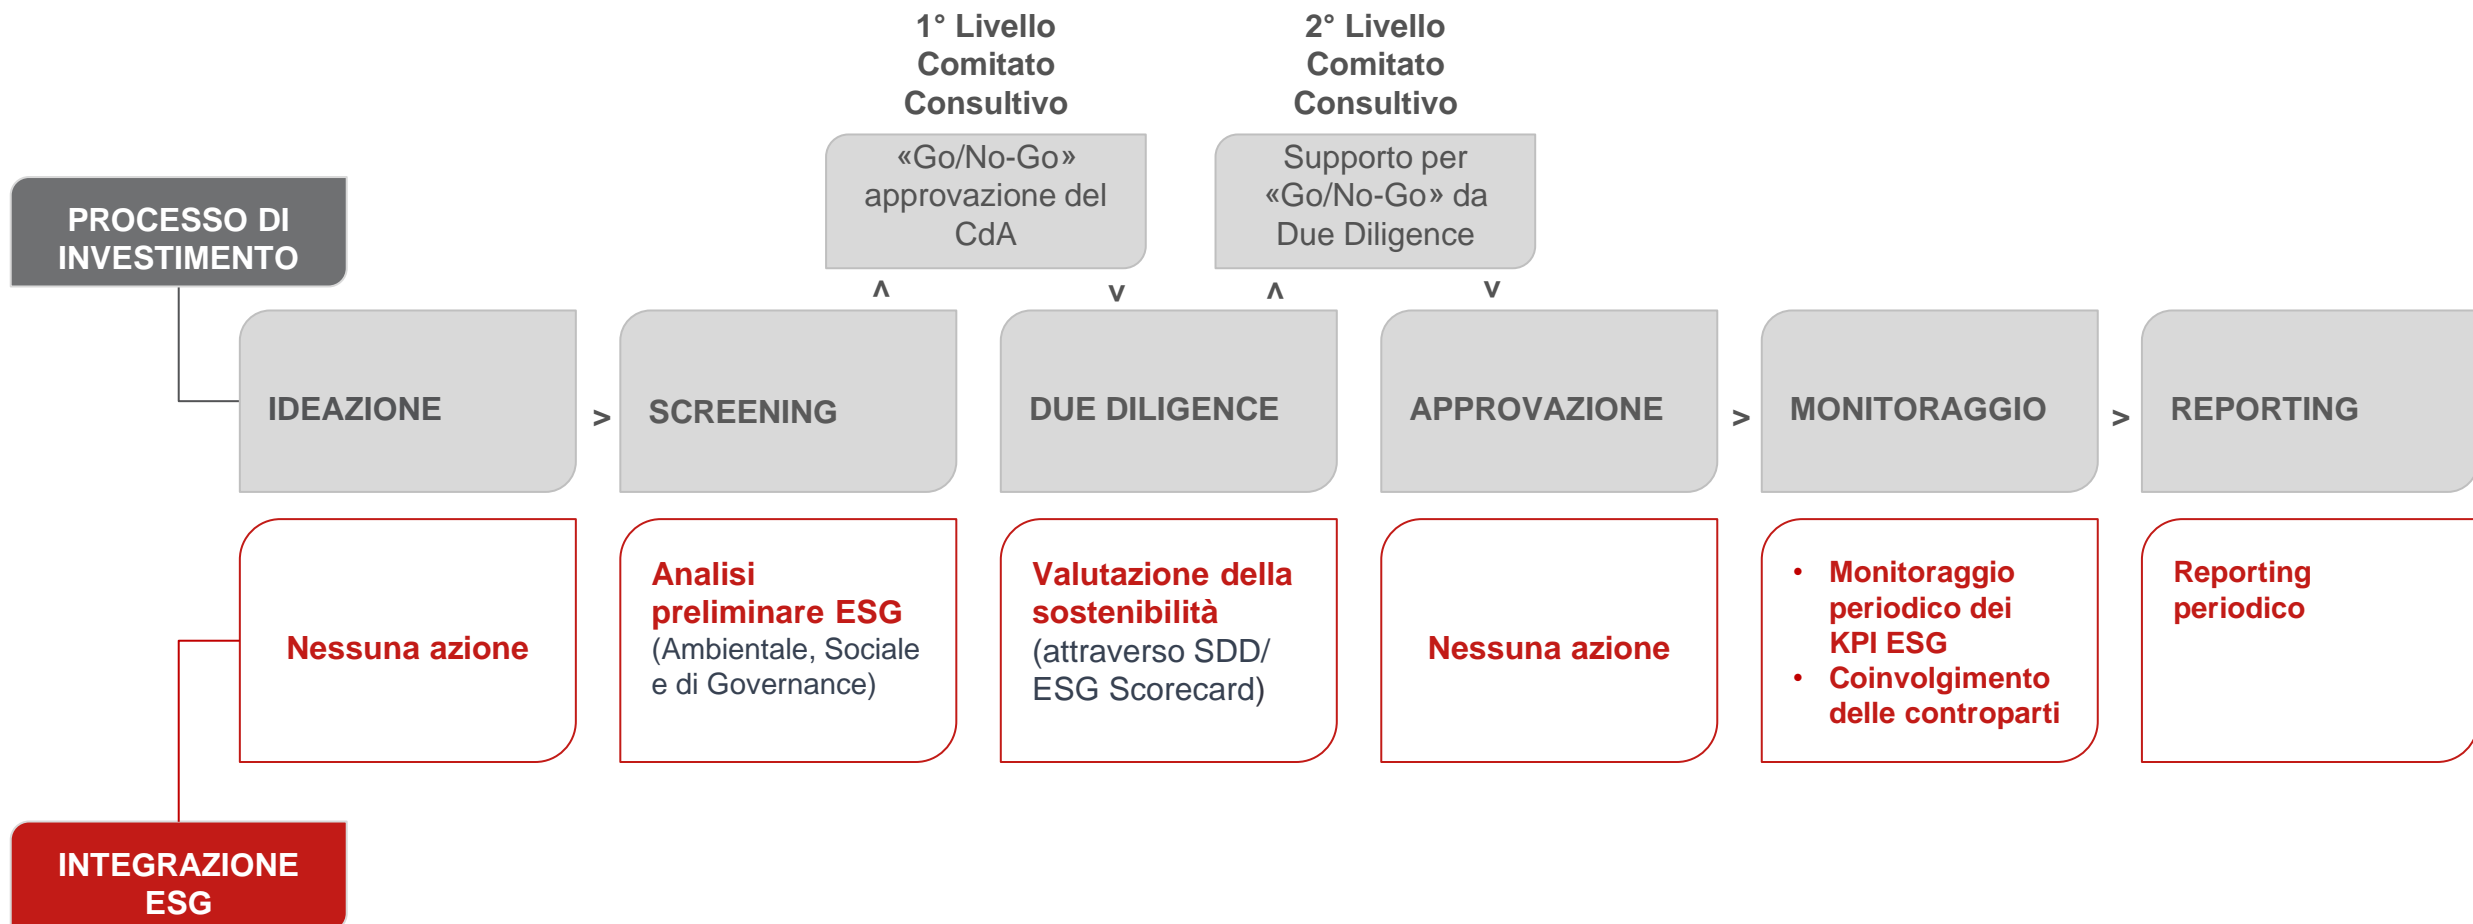 1° Livello
Comitato
Consultivo
2° Livello
Comitato
Consultivo
«Go/No-Go»
approvazione del
CdA
Supporto per
«Go/No-Go» da
Due Diligence
PROCESSO DI
INVESTIMENTO
IDEAZIONE
>
SCREENING
DUE DILIGENCE
APPROVAZIONE
>
MONITORAGGIO
>
REPORTING
Nessuna azione
Analisi
preliminare ESG
(Ambientale, Sociale
e di Governance)
Valutazione della
sostenibilità
(attraverso SDD/
ESG Scorecard)
Nessuna azione
• Monitoraggio
periodico dei
KPI ESG
• Coinvolgimento
delle controparti
Reporting
periodico
INTEGRAZIONE
ESG